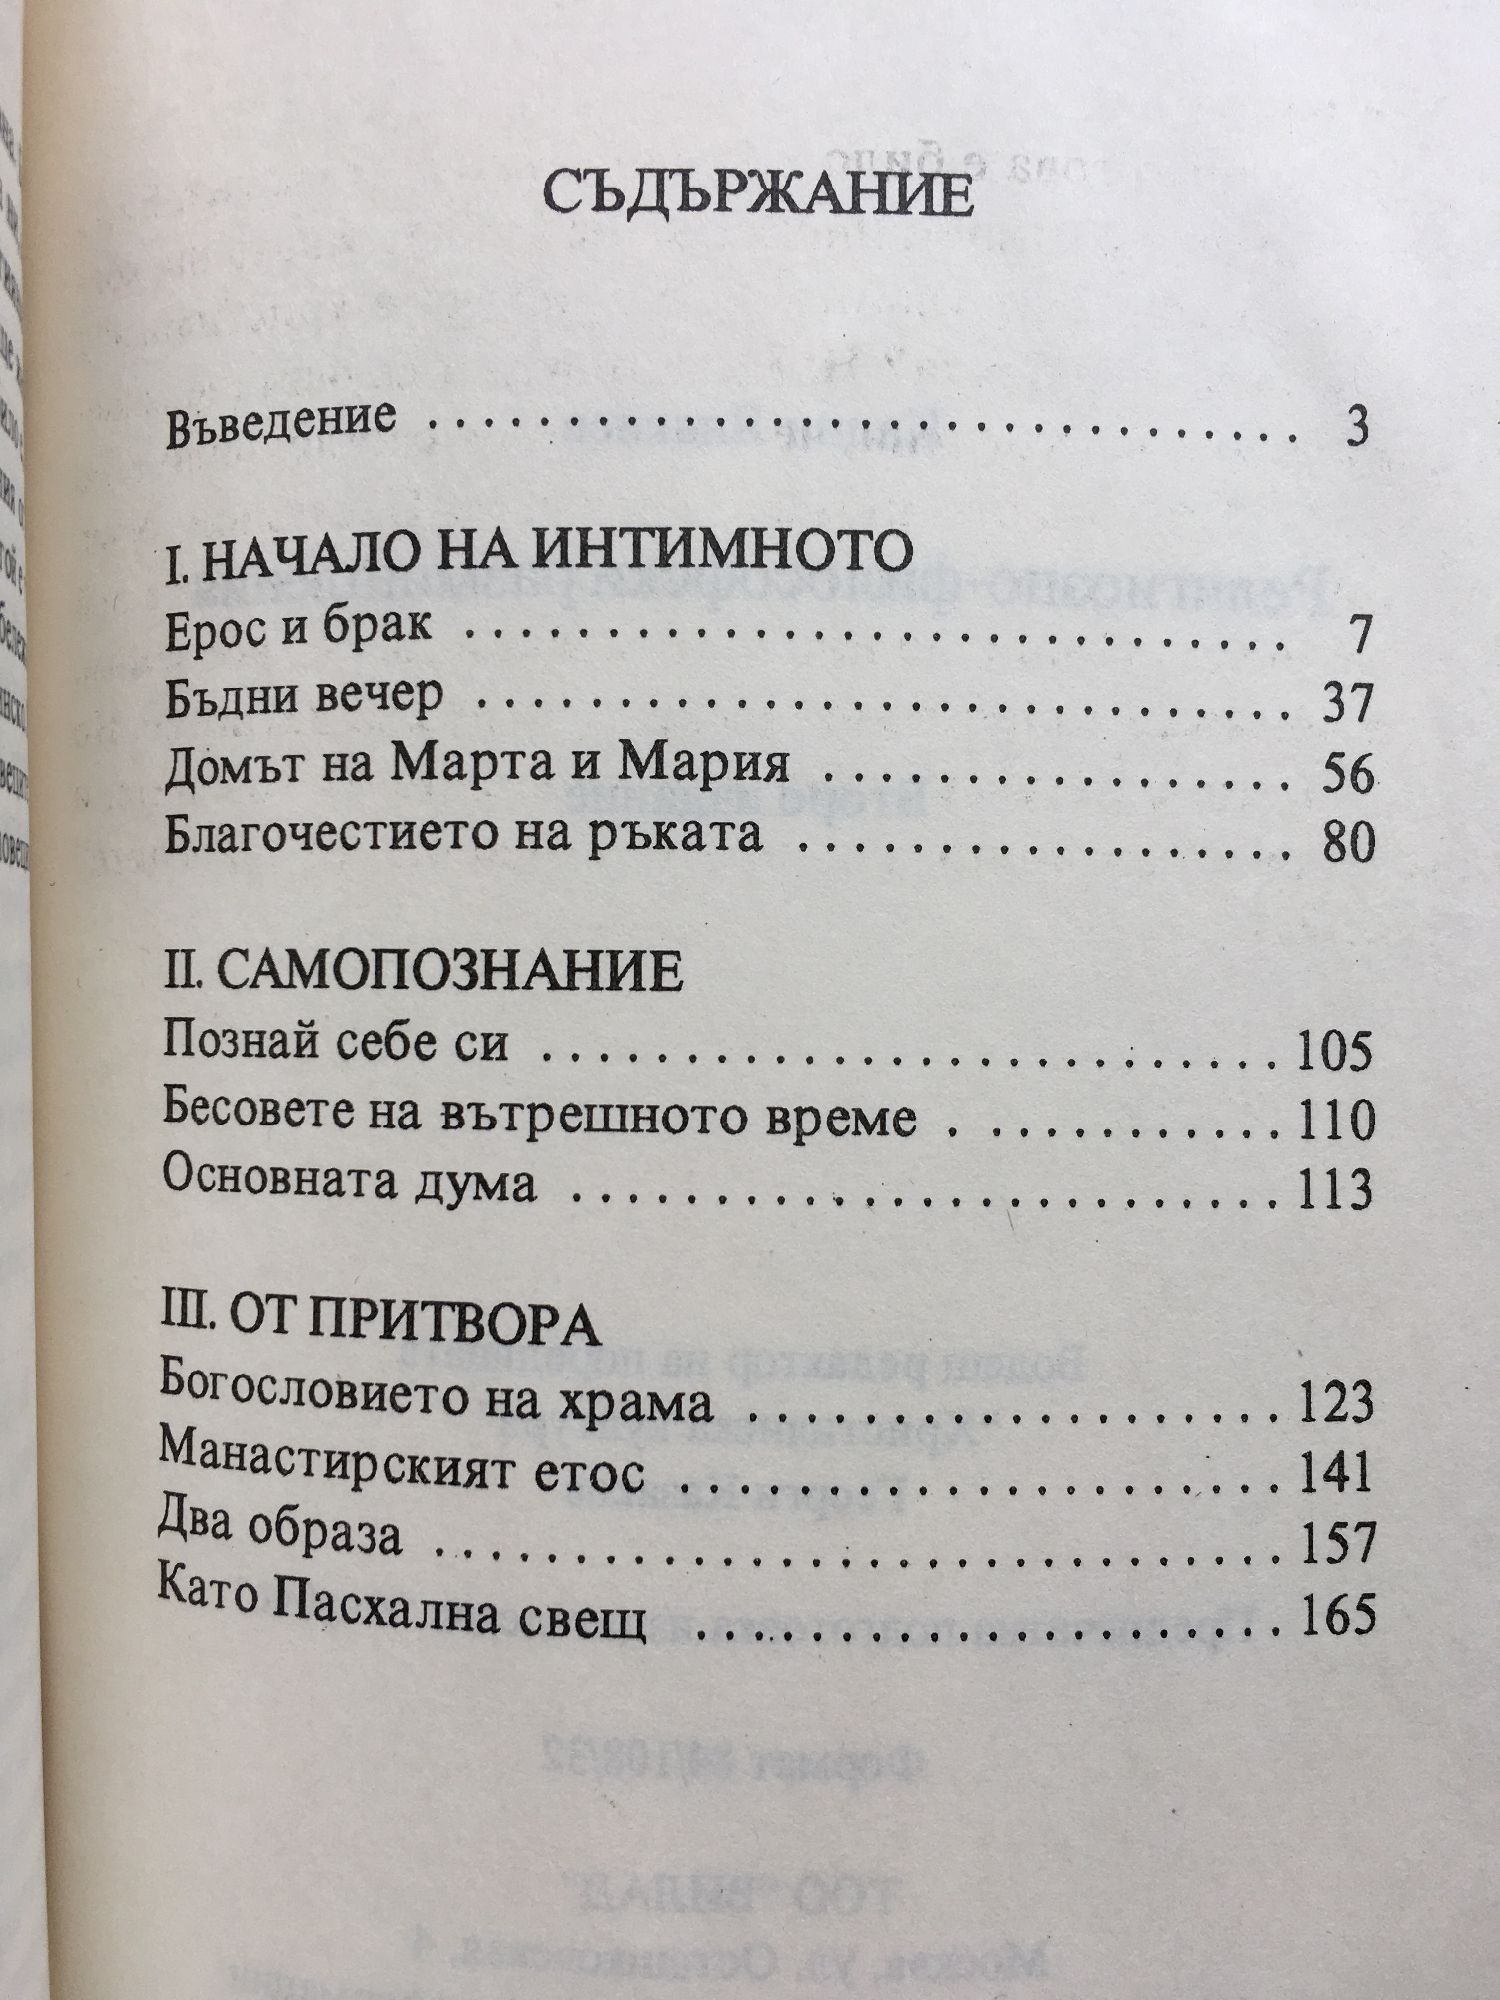 СЪДЪРЖАНИЕ
Въведение ................................ 3
I. НАЧАЛО НА ИНТИМНОТО
Ерос и брак .............................. 7
Бъдни вечер ............................. 37
Домът на Марта и Мария ................. 56
Благочестието на ръката .................. 80
II. САМОПОЗНАНИЕ
Познай себе си .......................... 105
Бесовете на вътрешното време . ........... 110
Основната дума ......................... 113
III. ОТ ПРИТВОРА
Богословието на храма ................... 123
Манастирският етос ..................... 141
Два образа .............................. 157
Като Пасхална свещ ..................... 165